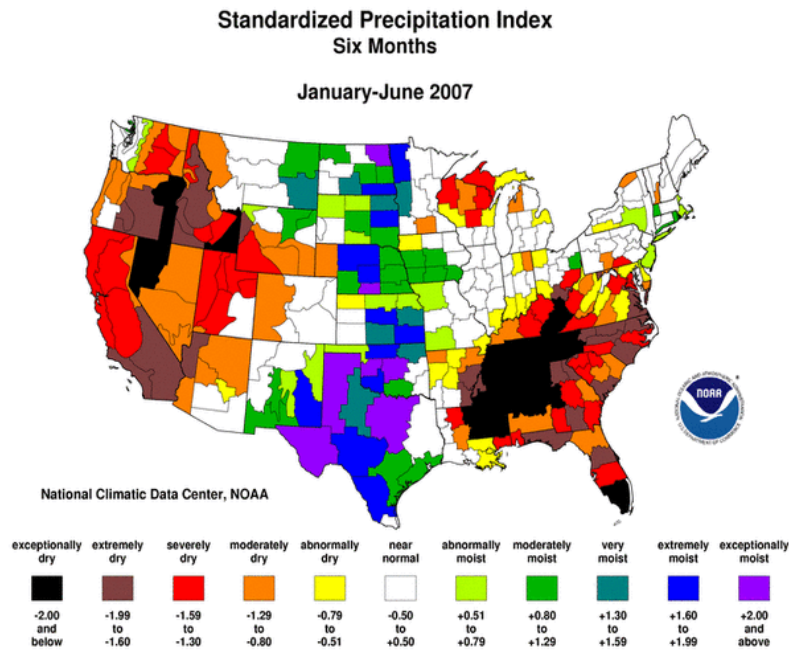 Standardized Precipitation Index
Six Months
January-June 2007
NOAA
National Climatic Data Center, NOAA
exceptionally dry
extremely dry
severely dry
moderately dry
abnormally dry
near normal
abnormally moist
moderately moist
very moist
extremely moist
exceptionally moist
-2.00 and below
-1.99 to -1.60
-1.59 to -1.30
-1.29 to -0.80
-0.79 to -0.51
-0.50 to +0.50
+0.51 to +0.79
+0.80 to +1.29
+1.30 to +1.59
+1.60 to +1.99
+2.00 and above